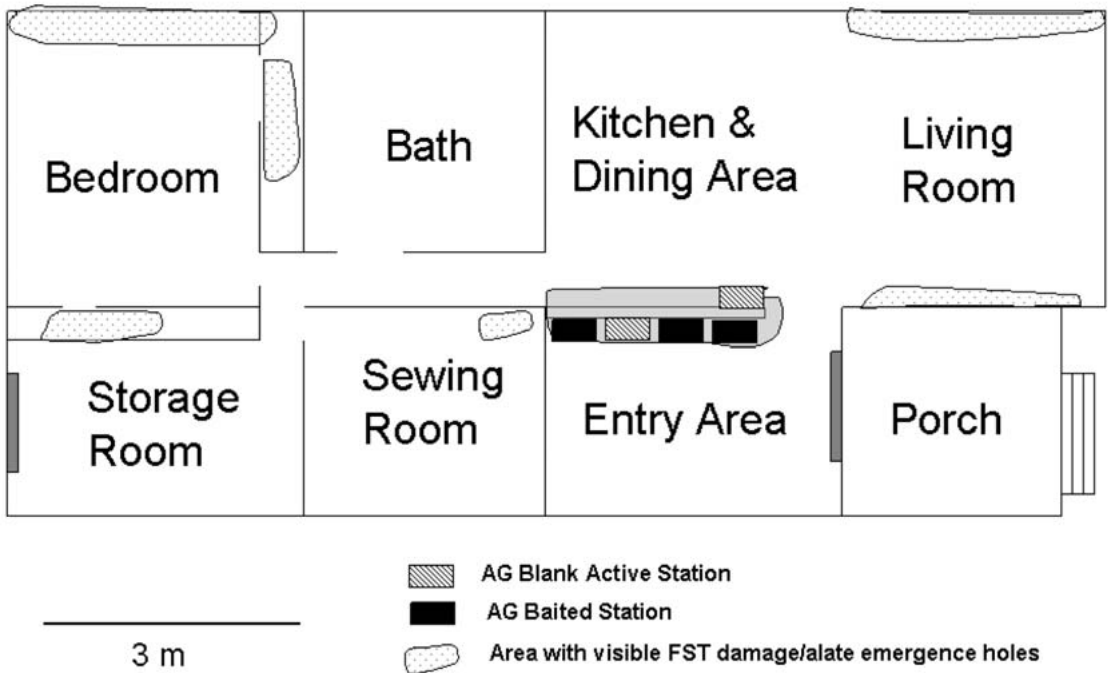 Bedroom
Bath
Kitchen &
Dining Area
Living
Room
Storage
Room
Sewing
Room
Entry Area
Porch
3 m
AG Blank Active Station
AG Baited Station
Area with visible FST damage/alate emergence holes